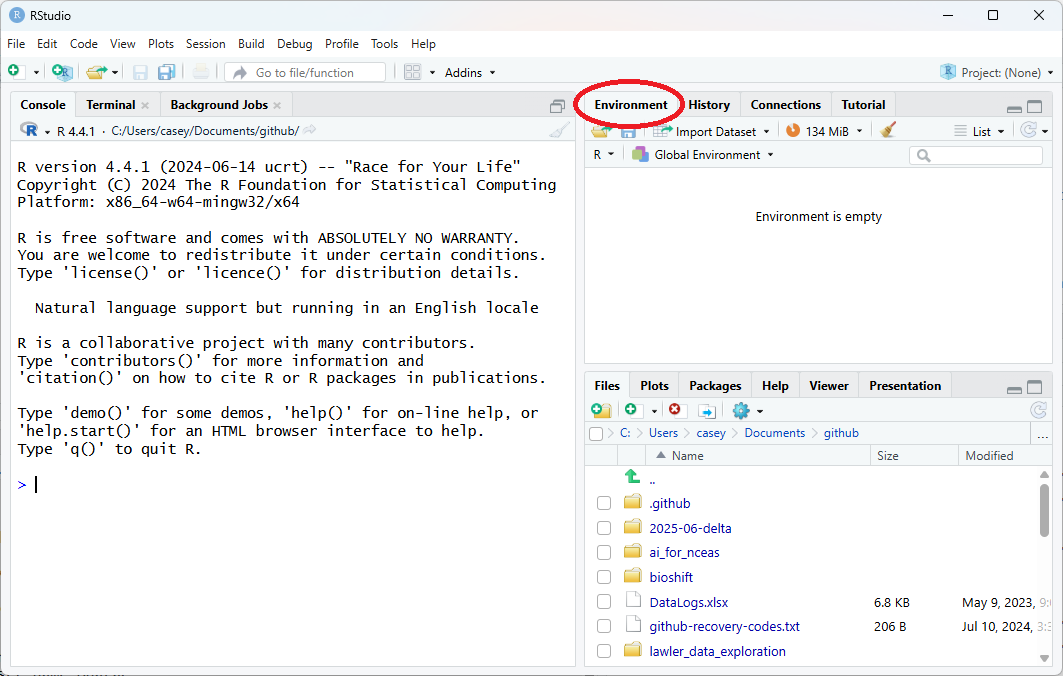 RStudio
File Edit Code View Plots Session Build Debug Profile Tools Help
Go to file/function Addins Project: (None)
Console Terminal Background Jobs
R 4.4.1 · C:/Users/casey/Documents/github/
R version 4.4.1 (2024-06-14 ucrt) -- "Race for Your Life"
Copyright (C) 2024 The R Foundation for Statistical Computing
Platform: x86_64-w64-mingw32/x64
R is free software and comes with ABSOLUTELY NO WARRANTY.
You are welcome to redistribute it under certain conditions.
Type 'license()' or 'licence()' for distribution details.
Natural language support but running in an English locale
R is a collaborative project with many contributors.
Type 'contributors()' for more information and
'citation()' on how to cite R or R packages in publications.
Type 'demo()' for some demos, 'help()' for on-line help, or
'help.start()' for an HTML browser interface to help.
Type 'q()' to quit R.
>
Environment History Connections Tutorial
Import Dataset 134 MiB List
R Global Environment
Environment is empty
Files Plots Packages Help Viewer Presentation
C: Users casey Documents github ...
Name Size Modified
..
.github
2025-06-delta
ai_for_nceas
bioshift
DataLogs.xlsx 6.8 KB May 9, 2023,
github-recovery-codes.txt 206 B Jul 10, 2024,
lawler_data_exploration